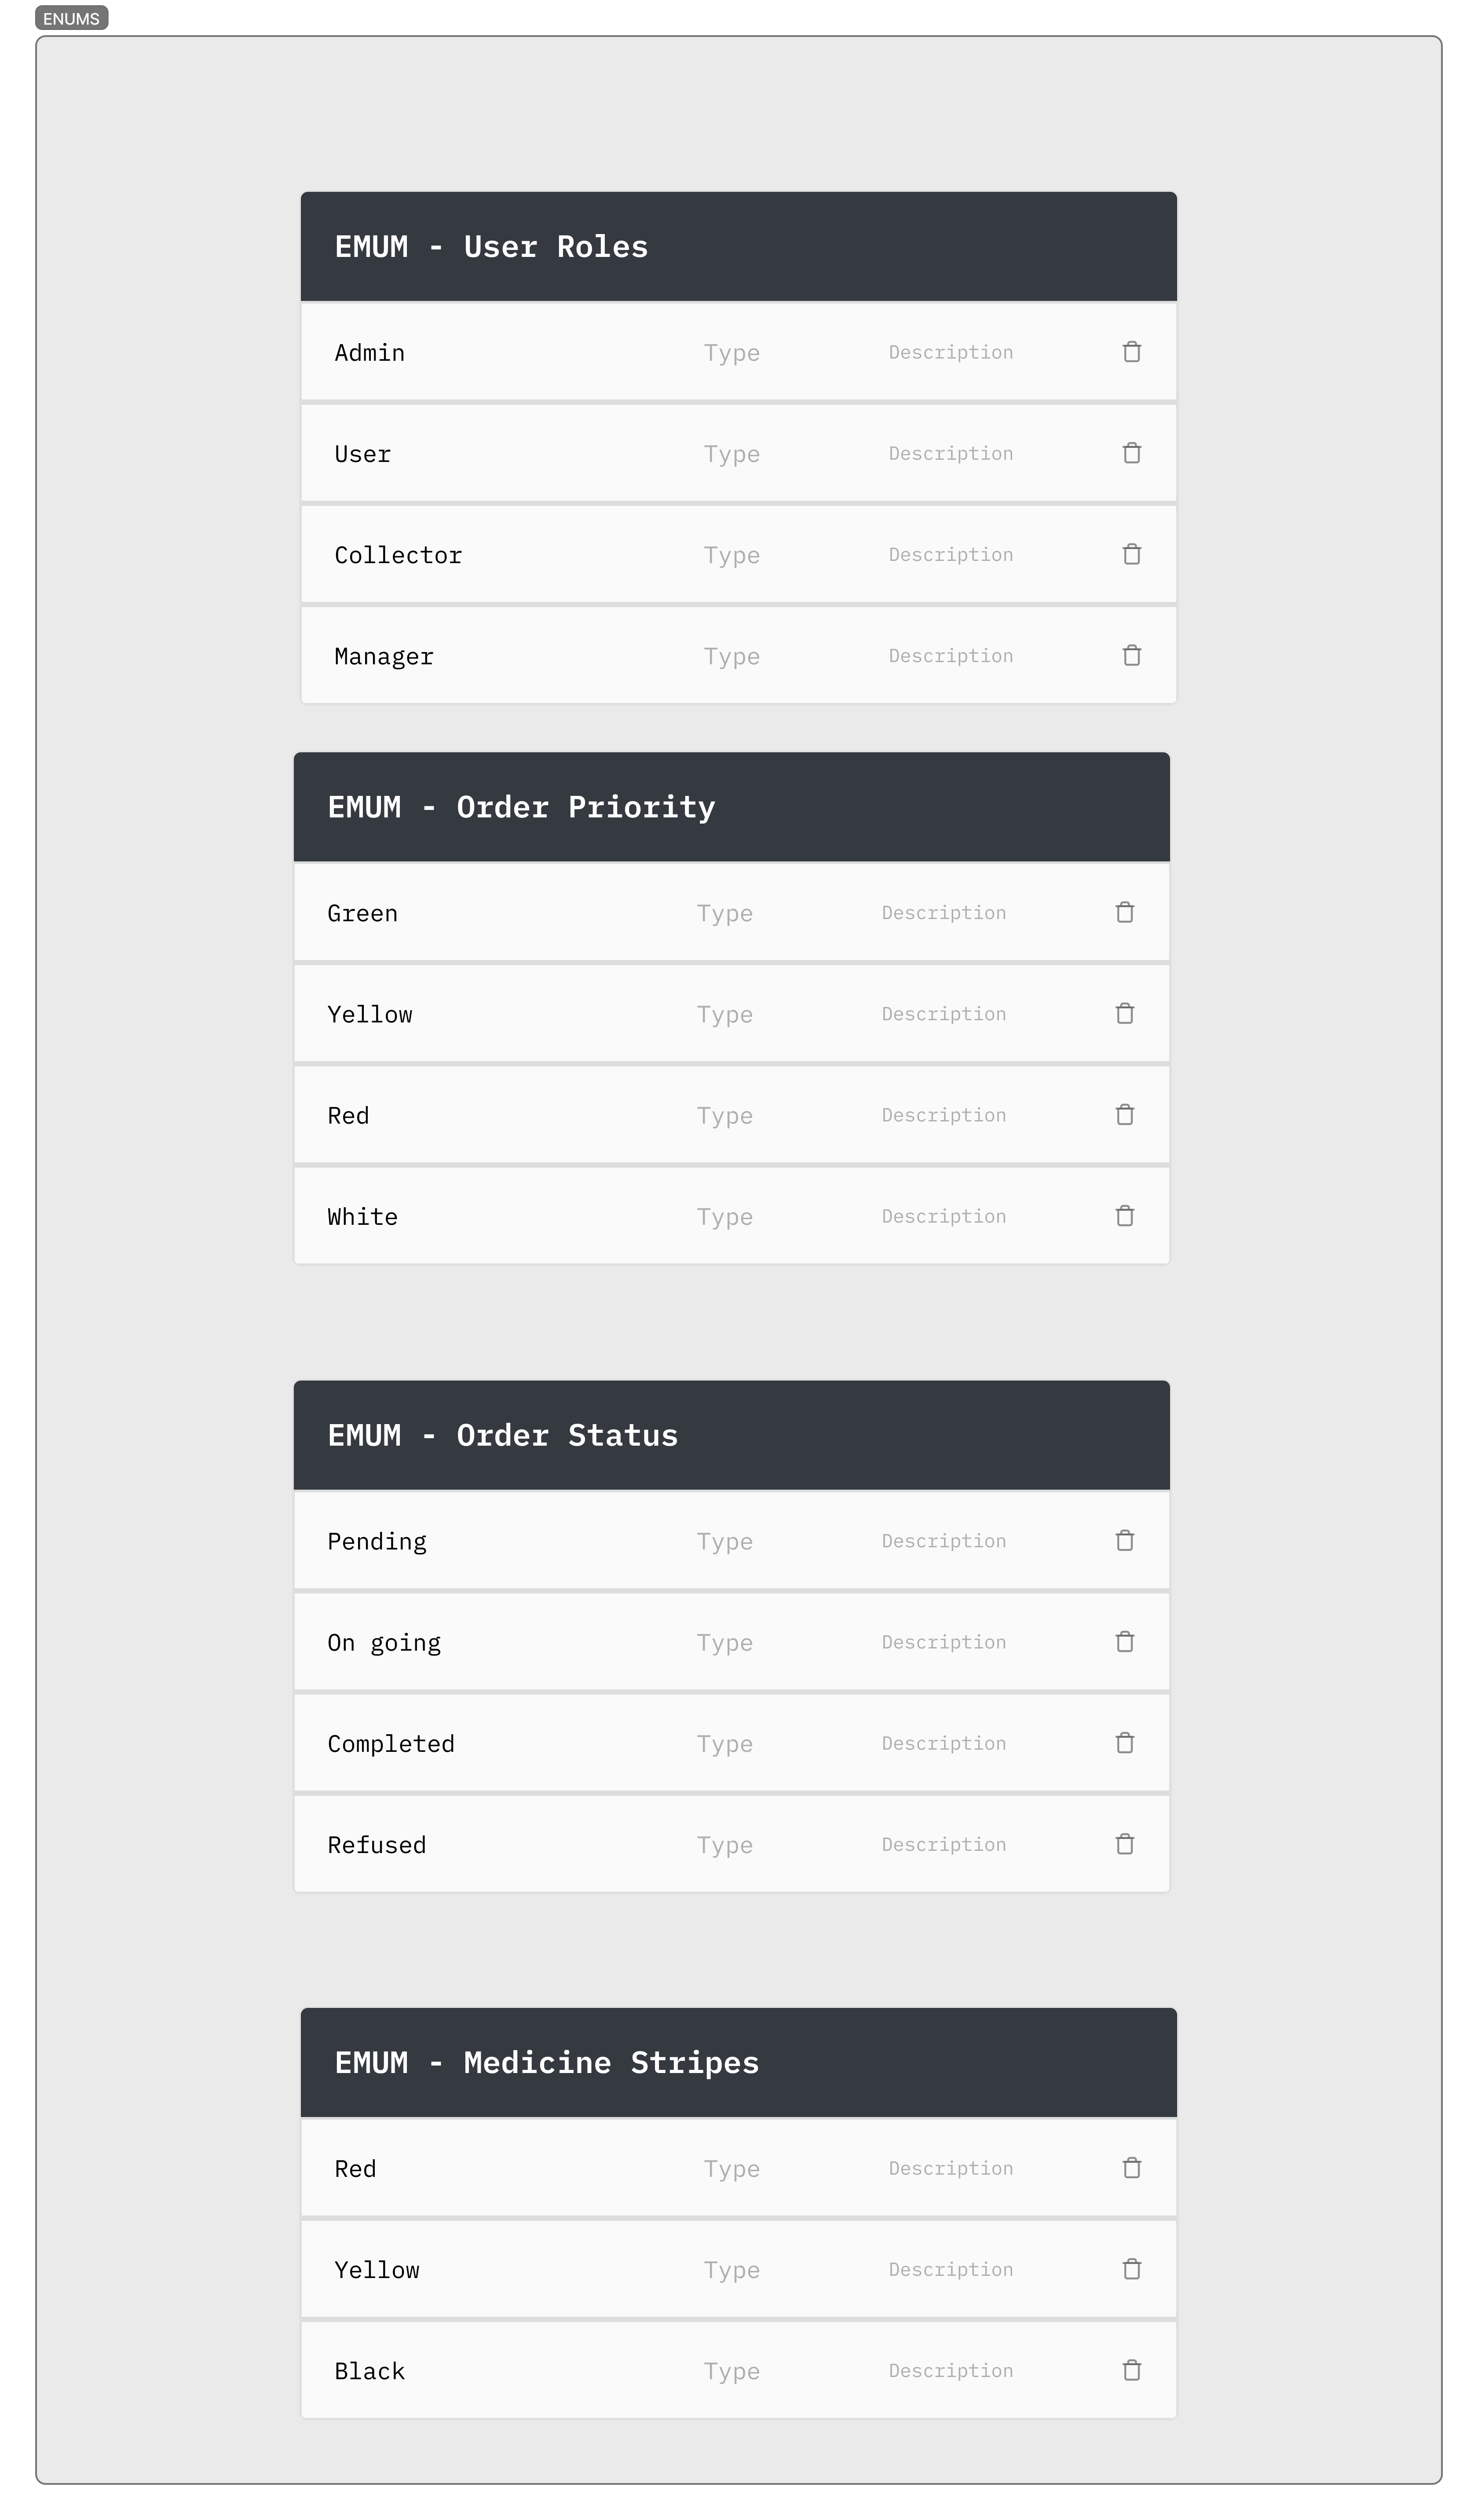 ENUMS
EMUM - User Roles
Admin Type Description
User Type Description
Collector Type Description
Manager Type Description
EMUM - Order Priority
Green Type Description
Yellow Type Description
Red Type Description
White Type Description
EMUM - Order Status
Pending Type Description
On going Type Description
Completed Type Description
Refused Type Description
EMUM - Medicine Stripes
Red Type Description
Yellow Type Description
Black Type Description